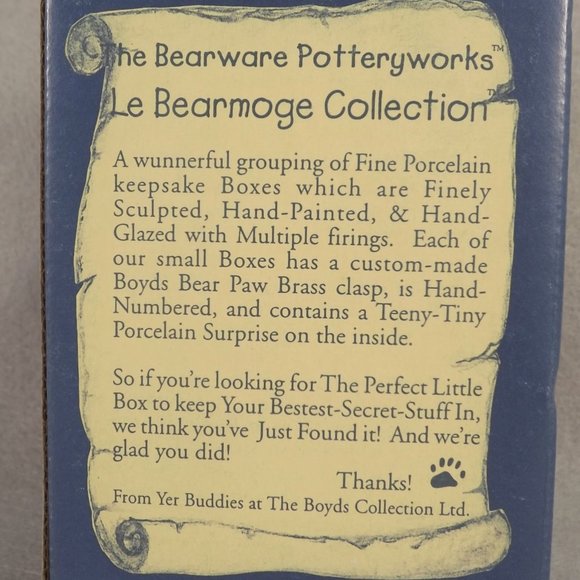 The Bearware Potteryworks™
Le Bearmoge Collection™
A wunnerful grouping of Fine Porcelain
keepsake Boxes which are Finely
Sculpted, Hand-Painted, & Hand-
Glazed with Multiple firings. Each of
our small Boxes has a custom-made
Boyds Bear Paw Brass clasp, is Hand-
Numbered, and contains a Teeny-Tiny
Porcelain Surprise on the inside.
So if you're looking for The Perfect Little
Box to keep Your Bestest-Secret-Stuff In,
we think you've Just Found it! And we're
glad you did!
Thanks!
From Yer Buddies at The Boyds Collection Ltd.